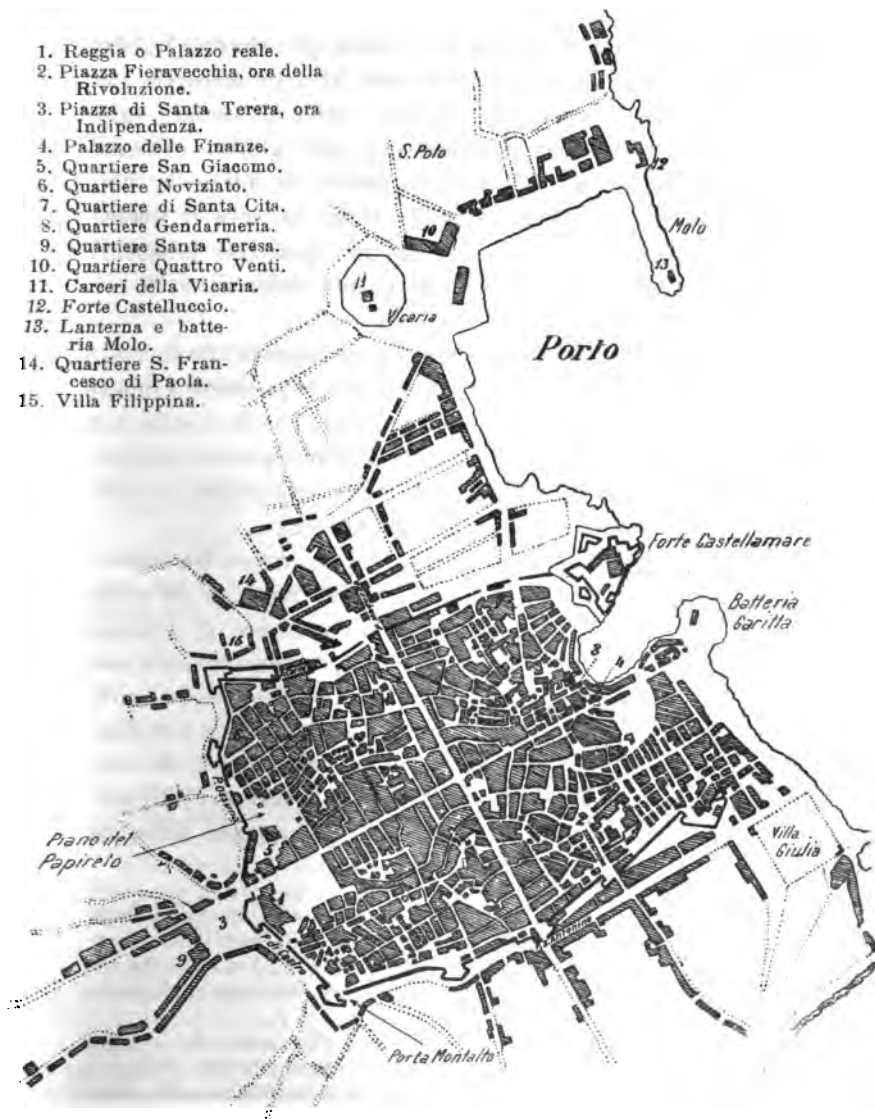 1. Reggia o Palazzo reale.
2. Piazza Fieravecchia, ora della
Rivoluzione.
3. Piazza di Santa Terera, ora
Indipendenza.
4. Palazzo delle Finanze.
5. Quartiere San Giacomo.
6. Quartiere Noviziato.
7. Quartiere di Santa Cita.
8. Quartiere Gendarmeria.
9. Quartiere Santa Teresa.
10. Quartiere Quattro Venti.
11. Carceri della Vicaria.
12. Forte Castelluccio.
13. Lanterna e batte-
ria Molo.
14. Quartiere S. Fran-
cesco di Paola.
15. Villa Filippina.
S. Polo
12
10
Molo
13
11
Vicaria
Porto
Forte Castellamare
14
Batteria
Garitta
15
8
4
Piano del
Papireto
5
Villa
Giulia
1
3
9
Porta Montalto